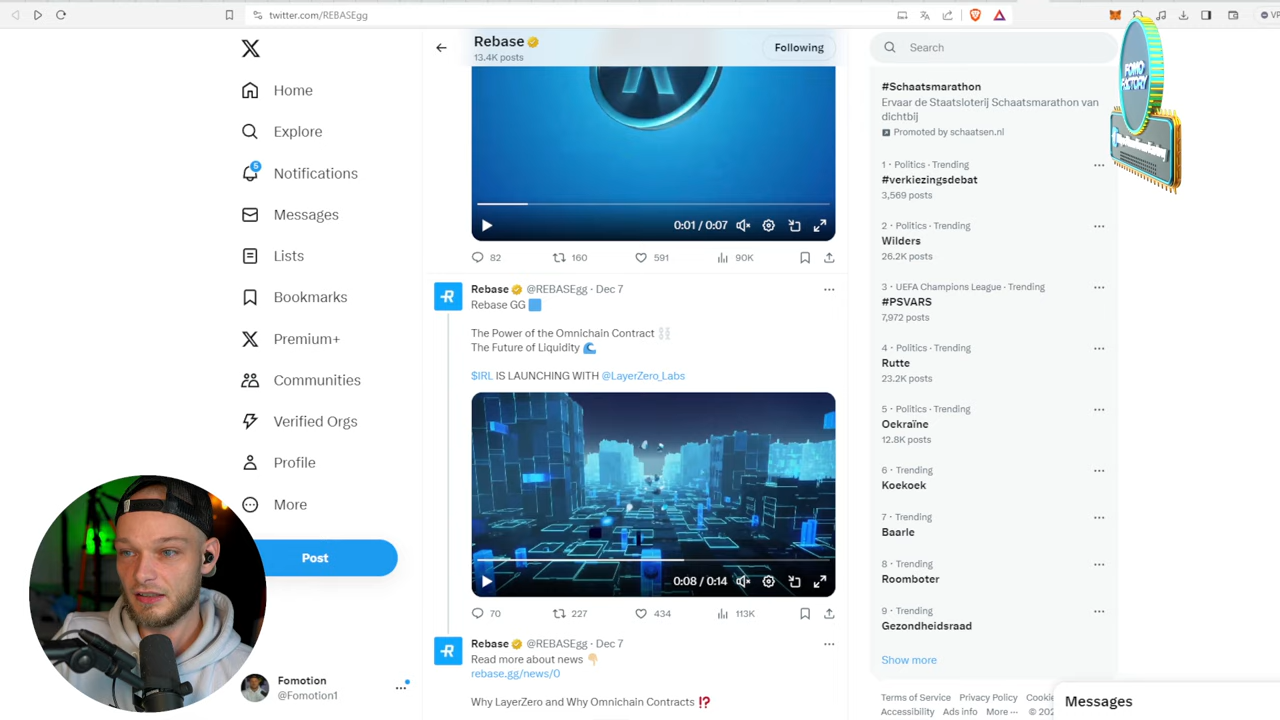 twitter.com/REBASEgg
VP
Home
Explore
5
Notifications
Messages
Lists
Bookmarks
Premium+
Communities
Verified Orgs
Profile
More
Post
Fomotion
@Fomotion1
Rebase
13.4K posts
Following
0:01 / 0:07
82 160 591 90K
Rebase @REBASEgg · Dec 7
Rebase GG 🟦
The Power of the Omnichain Contract ⛓️
The Future of Liquidity 🌊
$IRL IS LAUNCHING WITH @LayerZero_Labs
0:08 / 0:14
70 227 434 113K
Rebase @REBASEgg · Dec 7
Read more about news 👇🏼
rebase.gg/news/0
Why LayerZero and Why Omnichain Contracts ⁉️
Search
#Schaatsmarathon
Ervaar de Staatsloterij Schaatsmarathon van
dichtbij
Promoted by schaatsen.nl
1 · Politics · Trending
#verkiezingsdebat
3,569 posts
2 · Politics · Trending
Wilders
26.2K posts
3 · UEFA Champions League · Trending
#PSVARS
7,972 posts
4 · Politics · Trending
Rutte
23.2K posts
5 · Politics · Trending
Oekraïne
12.8K posts
6 · Trending
Koekoek
7 · Trending
Baarle
8 · Trending
Roomboter
9 · Trending
Gezondheidsraad
Show more
Terms of Service Privacy Policy Cookie
Accessibility Ads info More ··· © 202
Messages
FOMO
FACTORY